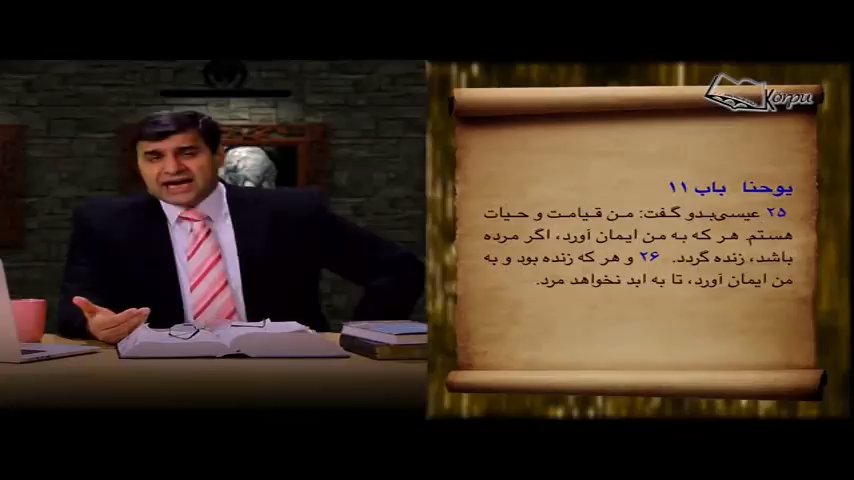 Korpu
یوحنا باب ۱۱
۲۵ عیسی‌بدو گفت: من قیامت و حیات
هستم. هر که به من ایمان آورد، اگر مرده
باشد، زنده گردد. ۲۶ و هر که زنده بود و به
من ایمان آورد، تا به ابد نخواهد مرد.